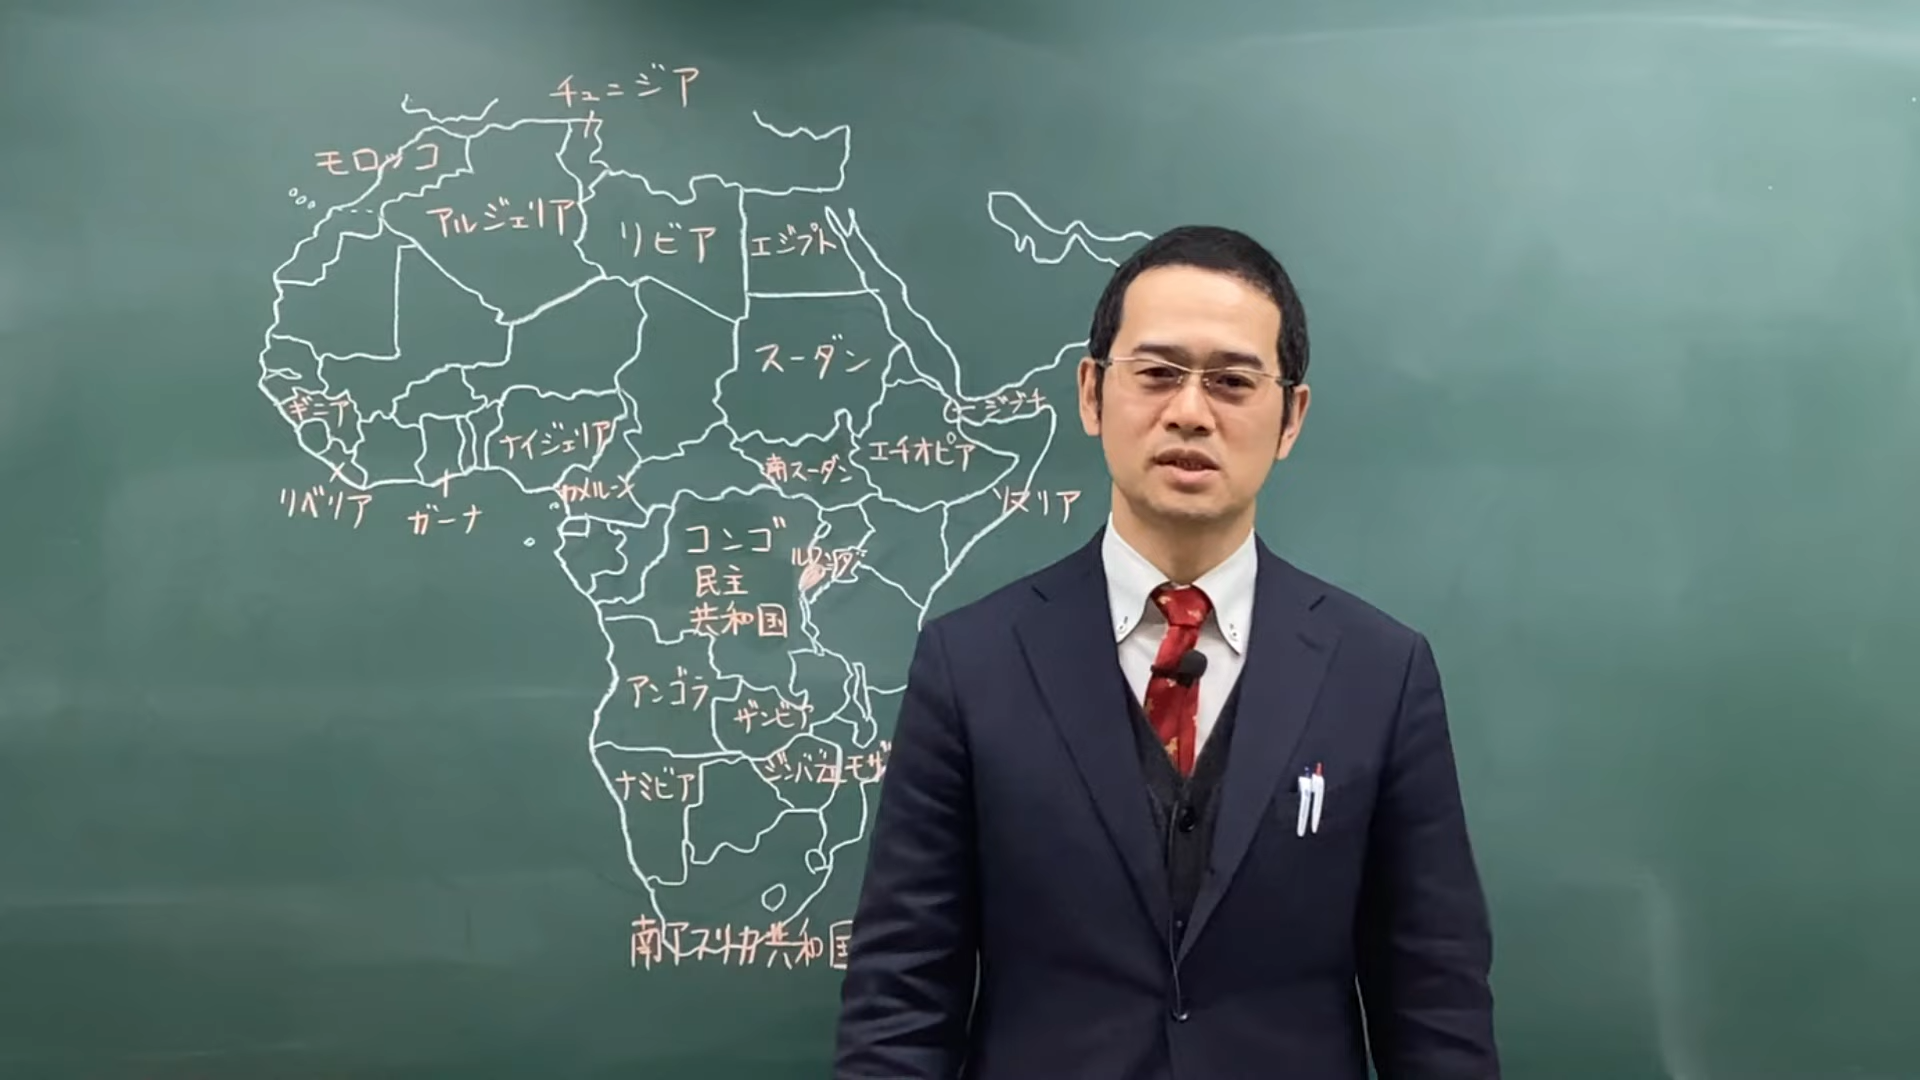 チュニジア
モロッコ
アルジェリア
リビア
エジプト
スーダン
ギニア
ジブチ
ナイジェリア
エチオピア
南スーダン
カメルーン
リベリア
ガーナ
ソマリア
コンゴ
民主
共和国
ルワンダ
アンゴラ
ザンビア
ジンバブエ
モザ
ナミビア
南アフリカ共和国